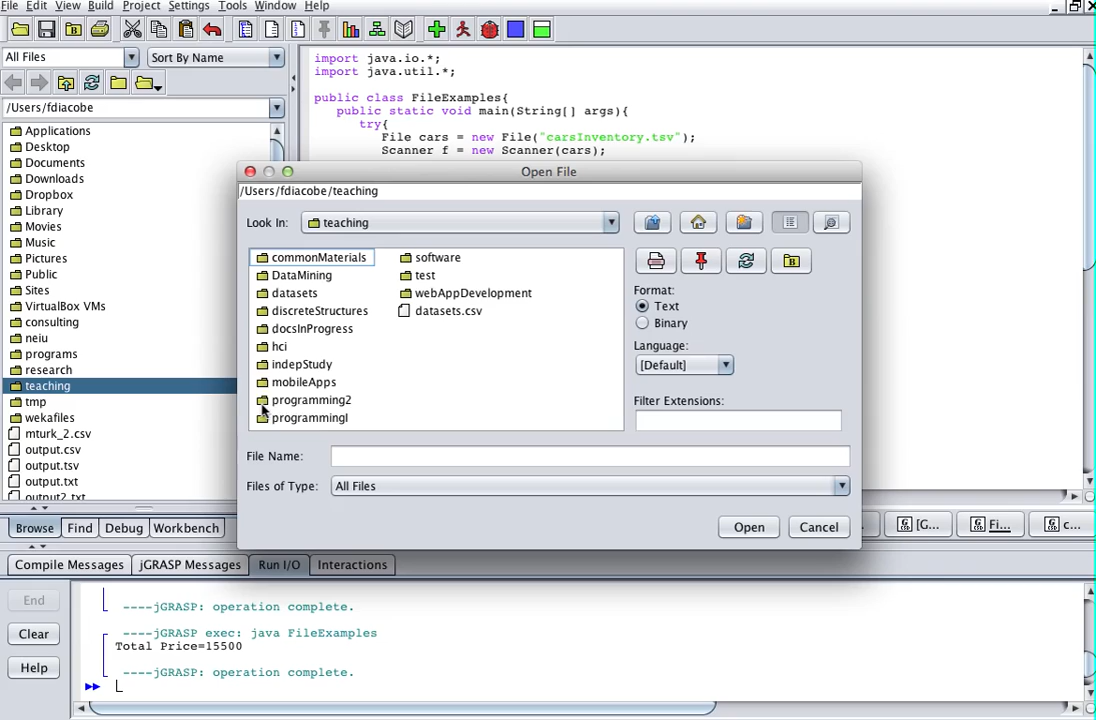 File Edit View Build Project Settings Tools Window Help
All Files
Sort By Name
/Users/fdiacobe
Applications
Desktop
Documents
Downloads
Dropbox
Library
Movies
Music
Pictures
Public
Sites
VirtualBox VMs
consulting
neiu
programs
research
teaching
tmp
wekafiles
mturk_2.csv
output.csv
output.tsv
output.txt
output2.txt
Browse Find Debug Workbench
import java.io.*;
import java.util.*;
public class FileExamples{
public static void main(String[] args){
try{
File cars = new File("carsInventory.tsv");
Scanner f = new Scanner(cars);
Open File
/Users/fdiacobe/teaching
Look In: teaching
commonMaterials
DataMining
datasets
discreteStructures
docsInProgress
hci
indepStudy
mobileApps
programming2
programmingI
software
test
webAppDevelopment
datasets.csv
Format:
Text
Binary
Language:
[Default]
Filter Extensions:
File Name:
Files of Type: All Files
Open Cancel
[G... Fi... c...
Compile Messages jGRASP Messages Run I/O Interactions
End
Clear
Help
----jGRASP: operation complete.
----jGRASP exec: java FileExamples
Total Price=15500
----jGRASP: operation complete.